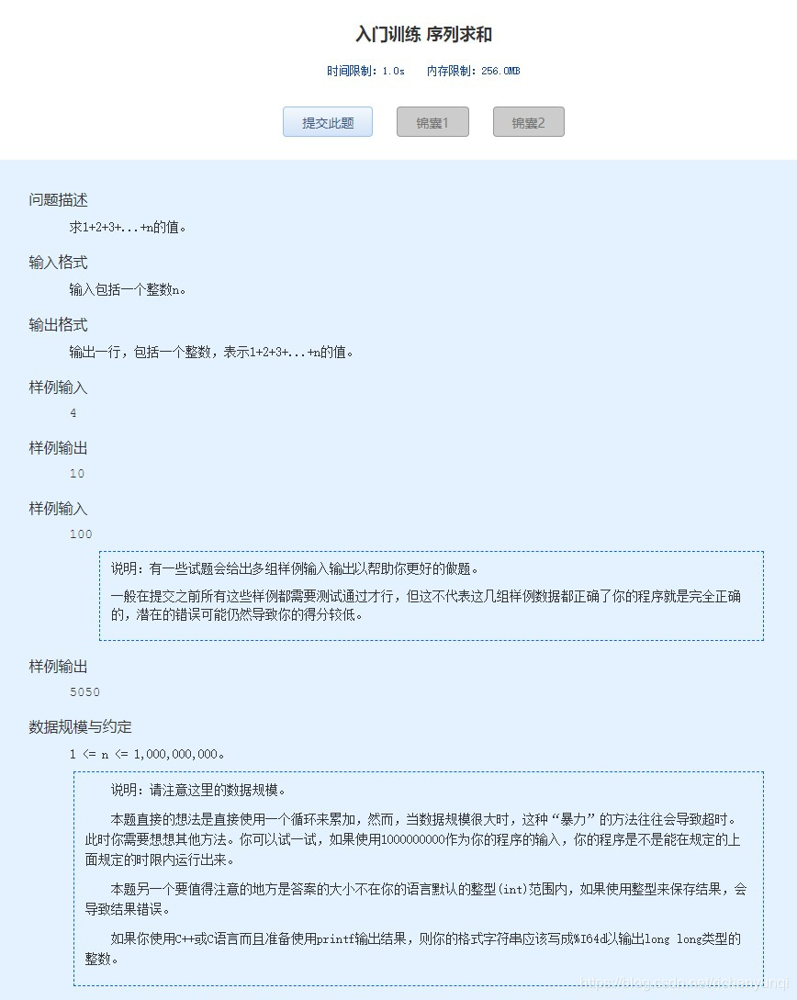 入门训练 序列求和
时间限制：1.0s 内存限制：256.0MB
提交此题 锦囊1 锦囊2
问题描述
求1+2+3+...+n的值。
输入格式
输入包括一个整数n。
输出格式
输出一行，包括一个整数，表示1+2+3+...+n的值。
样例输入
4
样例输出
10
样例输入
100
说明：有一些试题会给出多组样例输入输出以帮助你更好的做题。
一般在提交之前所有这些样例都需要测试通过才行，但这不代表这几组样例数据都正确了你的程序就是完全正确
的，潜在的错误可能仍然导致你的得分较低。
样例输出
5050
数据规模与约定
1 <= n <= 1,000,000,000。
说明：请注意这里的数据规模。
本题直接的想法是直接使用一个循环来累加，然而，当数据规模很大时，这种“暴力”的方法往往会导致超时。
此时你需要想想其他方法。你可以试一试，如果使用1000000000作为你的程序的输入，你的程序是不是能在规定的上
面规定的时限内运行出来。
本题另一个要值得注意的地方是答案的大小不在你的语言默认的整型(int)范围内，如果使用整型来保存结果，会
导致结果错误。
如果你使用C++或C语言而且准备使用printf输出结果，则你的格式字符串应该写成%I64d以输出long long类型的
整数。